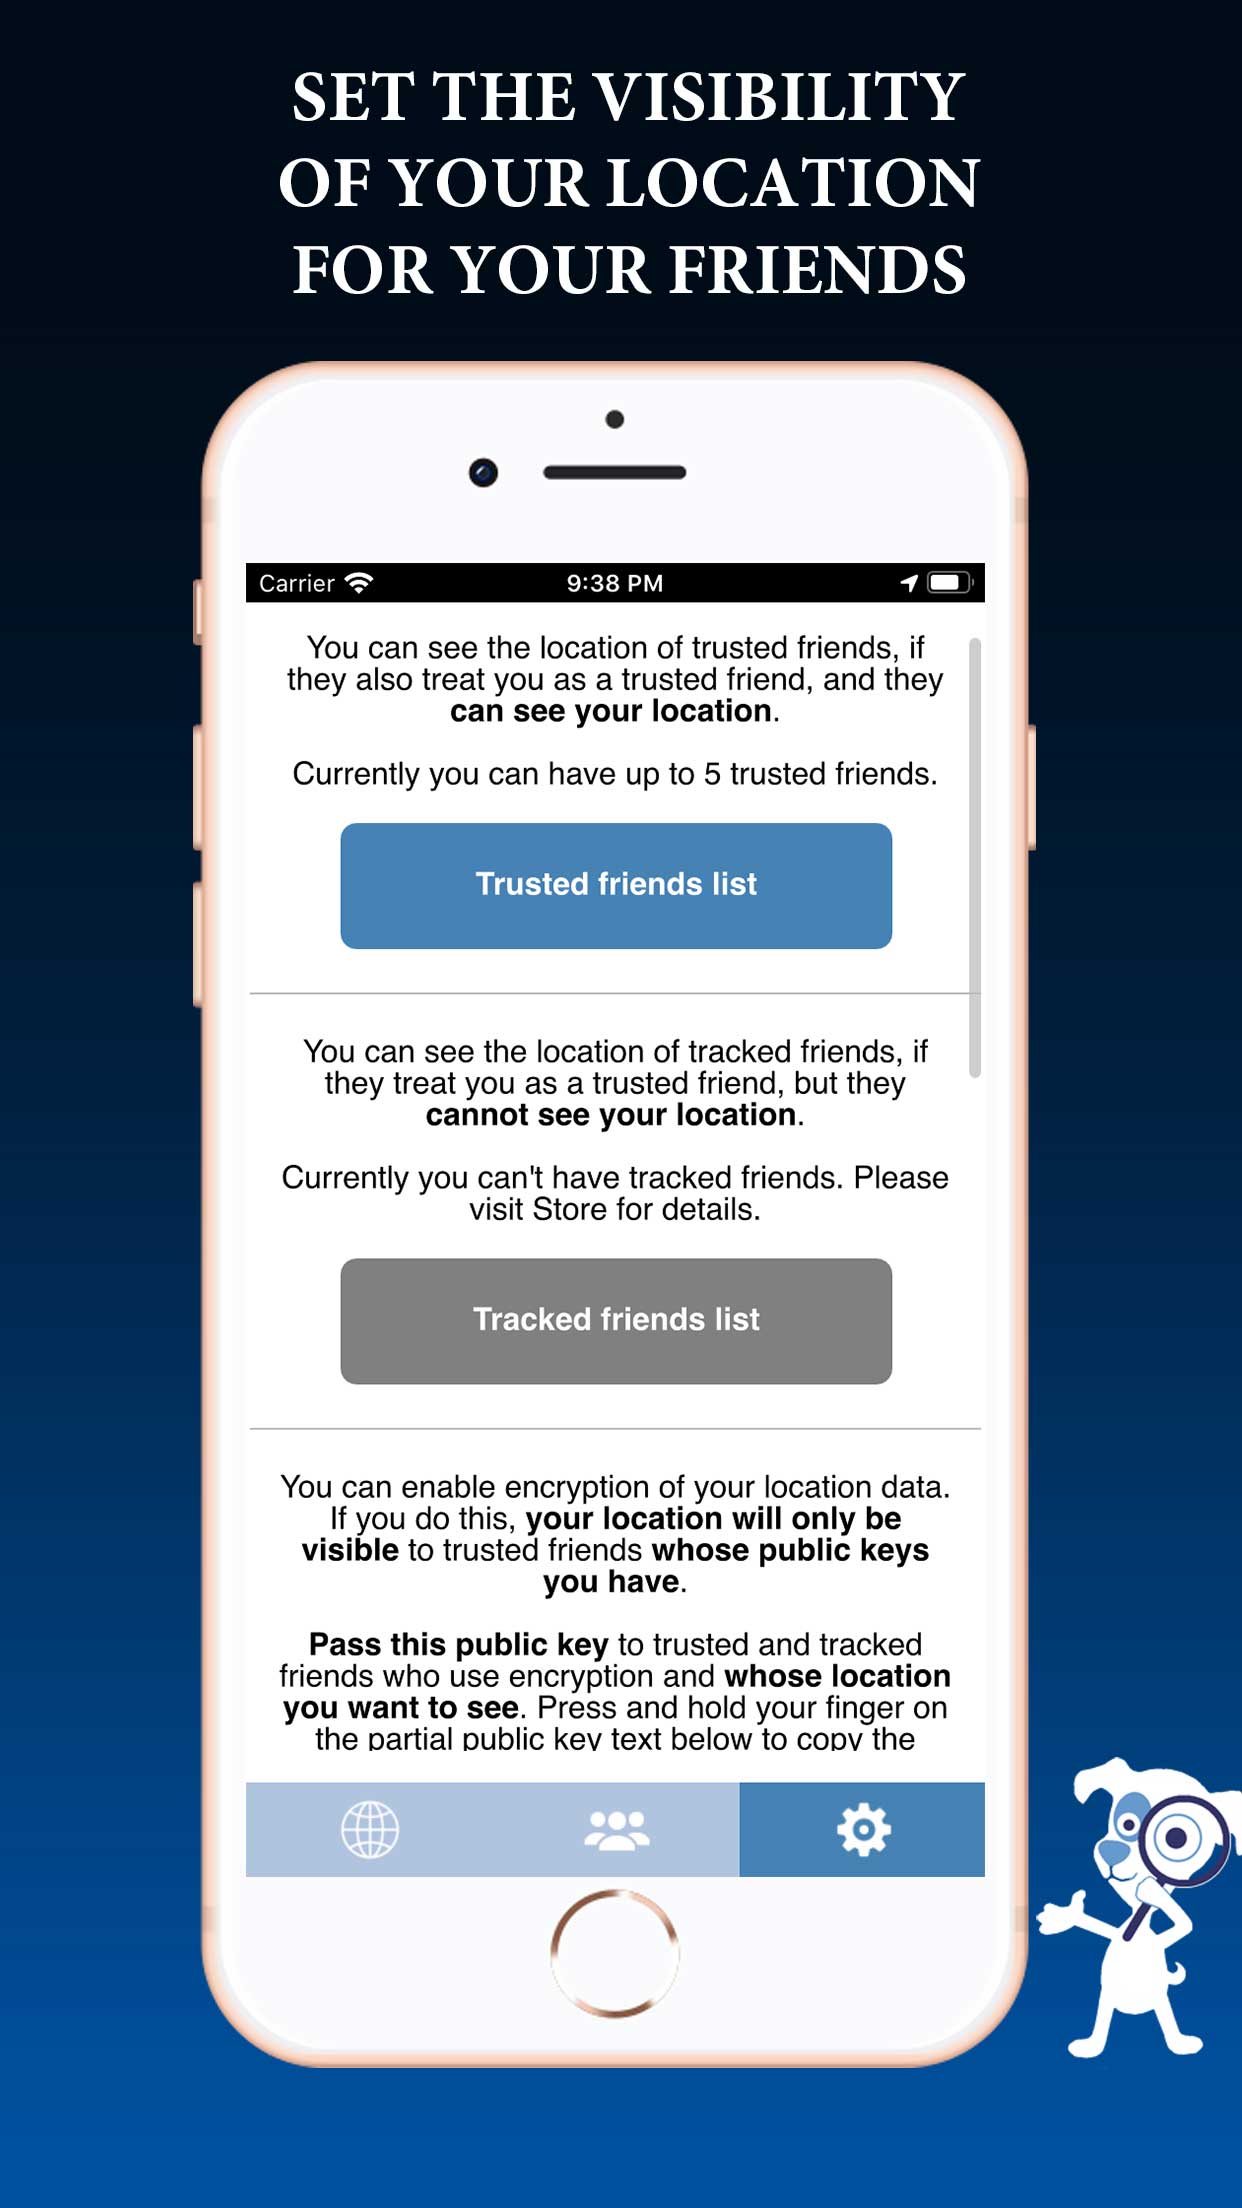 SET THE VISIBILITY
OF YOUR LOCATION
FOR YOUR FRIENDS
Carrier 9:38 PM
You can see the location of trusted friends, if
they also treat you as a trusted friend, and they
can see your location.
Currently you can have up to 5 trusted friends.
Trusted friends list
You can see the location of tracked friends, if
they treat you as a trusted friend, but they
cannot see your location.
Currently you can't have tracked friends. Please
visit Store for details.
Tracked friends list
You can enable encryption of your location data.
If you do this, your location will only be
visible to trusted friends whose public keys
you have.
Pass this public key to trusted and tracked
friends who use encryption and whose location
you want to see. Press and hold your finger on
the partial public key text below to copy the